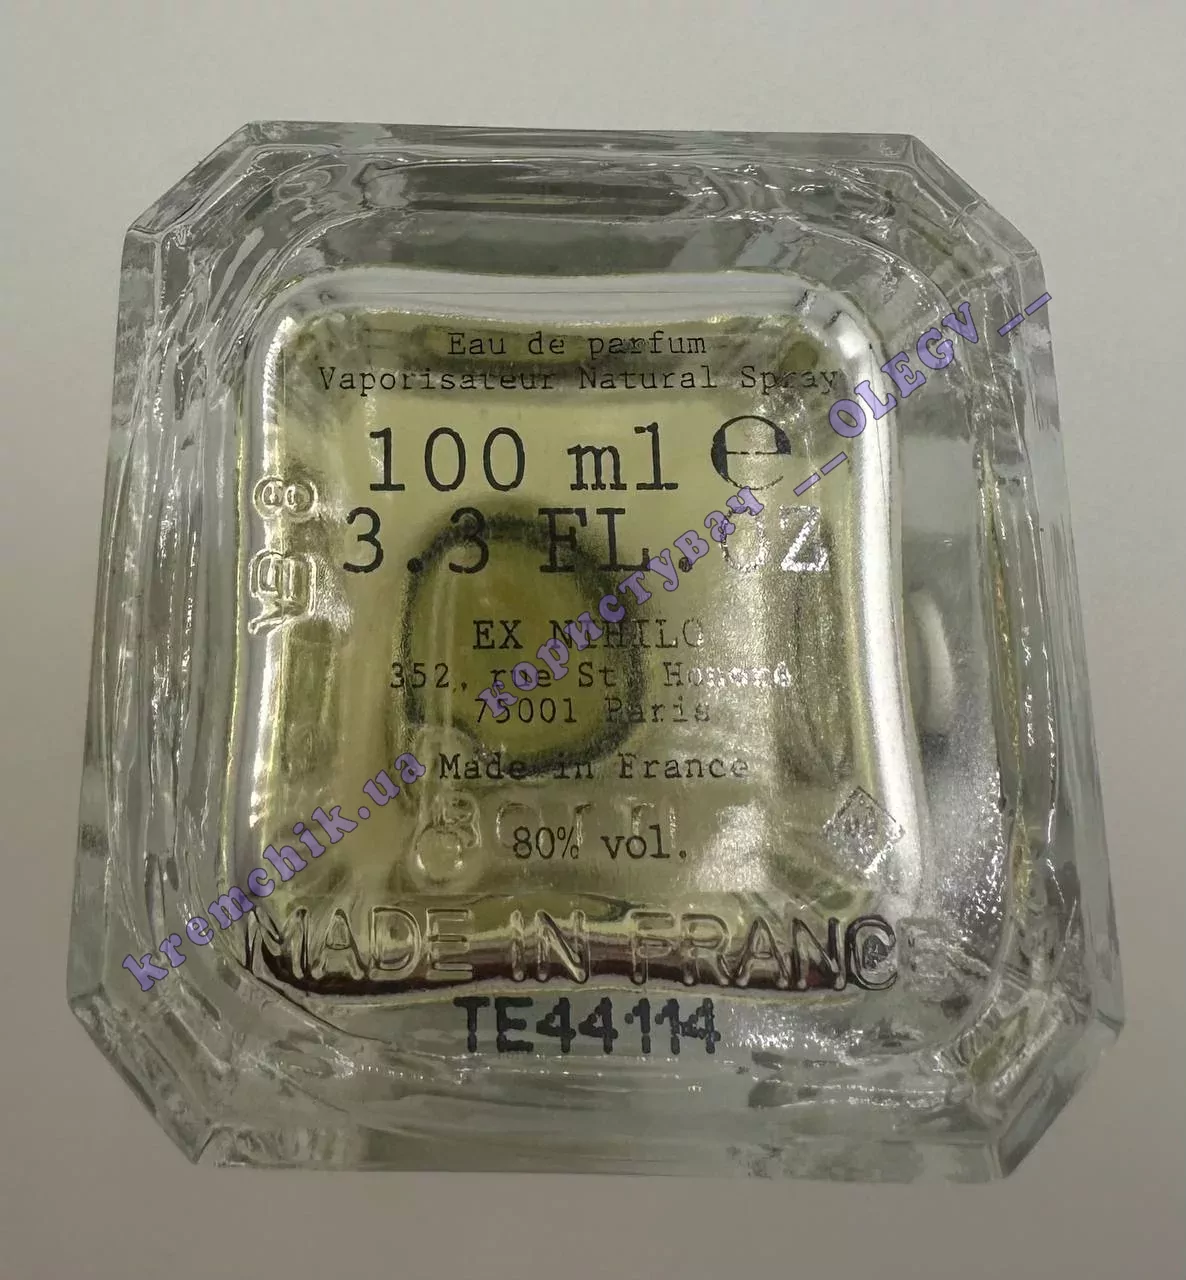 Eau de parfum
Vaporisateur Natural Spray
100 ml ℮
3.3 FL. OZ
EX NIHILO
352, rue St Honoré
75001 Paris
Made in France
80% vol.
MADE IN FRANCE
TE44114
kremchik.ua користувач -- OLEGV --